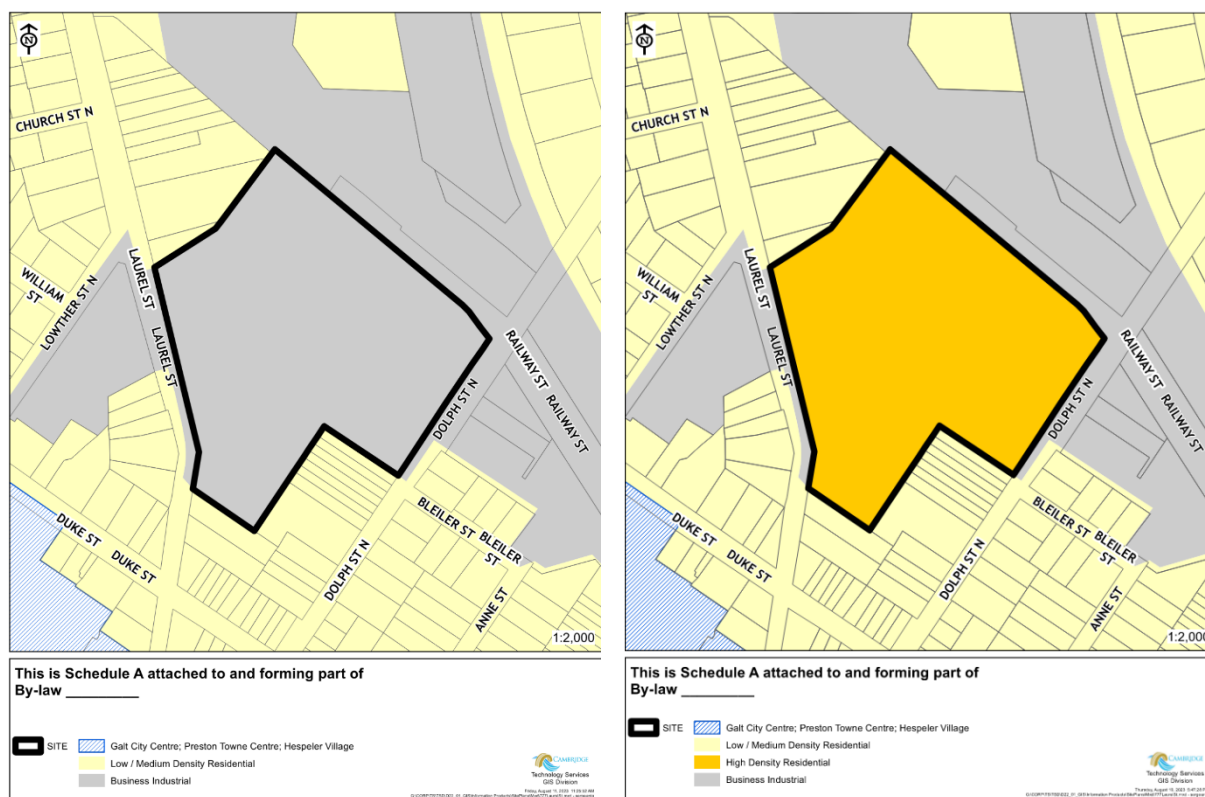 N
CHURCH ST N
WILLIAM
ST
LOWTHER ST N
LAUREL ST
LAUREL ST
RAILWAY ST
RAILWAY ST
DOLPH ST N
DUKE ST
DUKE ST
BLEILER ST
BLEILER
ST
DOLPH ST N
ANNE ST
1:2,000
This is Schedule A attached to and forming part of
By-law __________
SITE
Galt City Centre; Preston Towne Centre; Hespeler Village
Low / Medium Density Residential
Business Industrial
CAMBRIDGE
Technology Services
GIS Division
N
CHURCH ST N
WILLIAM
ST
LOWTHER ST N
LAUREL ST
LAUREL ST
RAILWAY ST
RAILWAY ST
DOLPH ST N
DUKE ST
DUKE ST
BLEILER ST
BLEILER
ST
DOLPH ST N
ANNE ST
1:2,000
This is Schedule A attached to and forming part of
By-law __________
SITE
Galt City Centre; Preston Towne Centre; Hespeler Village
Low / Medium Density Residential
High Density Residential
Business Industrial
CAMBRIDGE
Technology Services
GIS Division